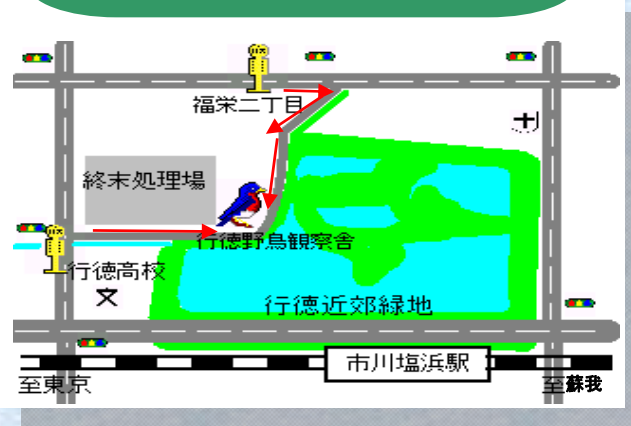 福栄二丁目
終末処理場
行徳野鳥観察舎
行徳高校
文
行徳近郊緑地
市川塩浜駅
至東京
至蘇我